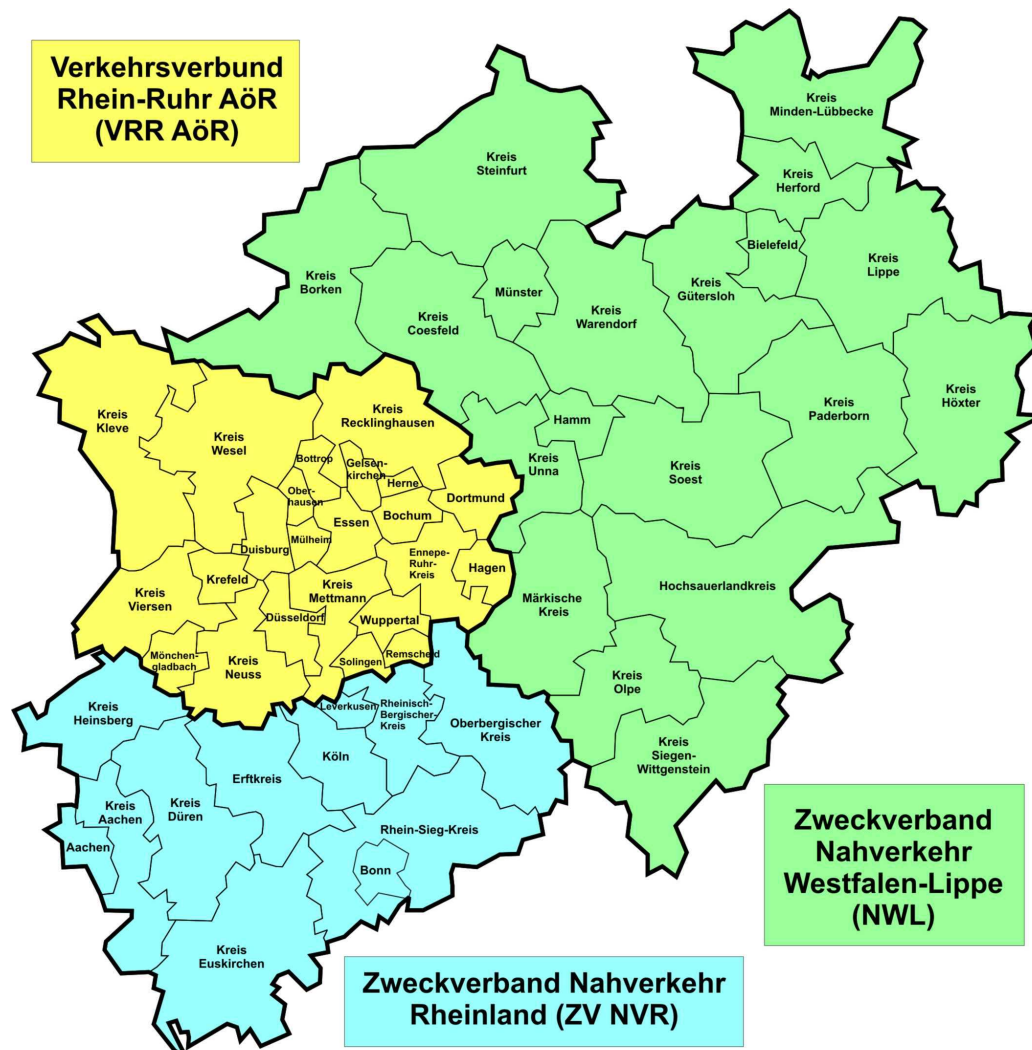 Verkehrsverbund
Rhein-Ruhr AöR
(VRR AöR)
Kreis
Minden-Lübbecke
Kreis
Steinfurt
Kreis
Herford
Bielefeld
Kreis
Lippe
Kreis
Borken
Münster
Kreis
Gütersloh
Kreis
Coesfeld
Kreis
Warendorf
Kreis
Höxter
Kreis
Paderborn
Kreis
Kleve
Kreis
Recklinghausen
Hamm
Kreis
Wesel
Kreis
Unna
Kreis
Soest
Bottrop
Gelsen-
kirchen
Herne
Ober-
hausen
Dortmund
Essen
Bochum
Duisburg
Mülheim
Ennepe-
Ruhr-
Kreis
Hagen
Krefeld
Kreis
Mettmann
Kreis
Viersen
Düsseldorf
Wuppertal
Märkische
Kreis
Hochsauerlandkreis
Mönchen-
gladbach
Kreis
Neuss
Solingen
Remscheid
Kreis
Olpe
Kreis
Heinsberg
Leverkusen
Rheinisch-
Bergischer-
Kreis
Oberbergischer
Kreis
Kreis
Siegen-
Wittgenstein
Köln
Erftkreis
Kreis
Aachen
Kreis
Düren
Aachen
Rhein-Sieg-Kreis
Bonn
Kreis
Euskirchen
Zweckverband
Nahverkehr
Westfalen-Lippe
(NWL)
Zweckverband Nahverkehr
Rheinland (ZV NVR)